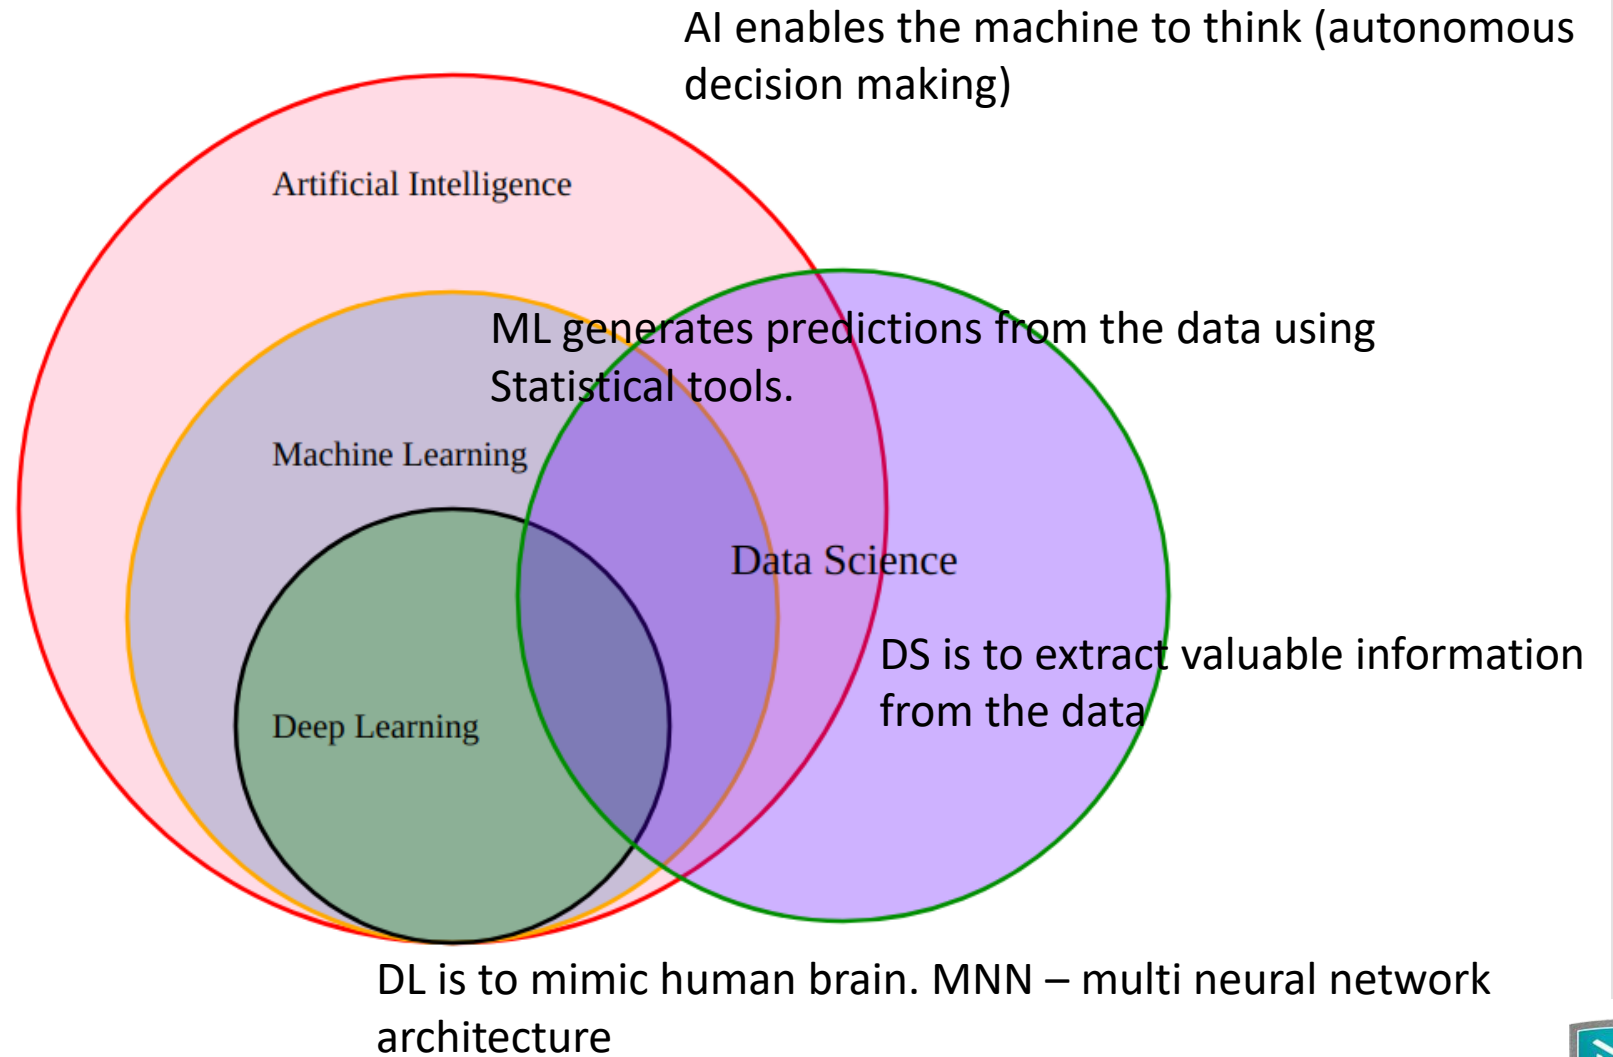 AI enables the machine to think (autonomous
decision making)
Artificial Intelligence
ML generates predictions from the data using
Statistical tools.
Machine Learning
Data Science
DS is to extract valuable information
from the data
Deep Learning
DL is to mimic human brain. MNN – multi neural network
architecture